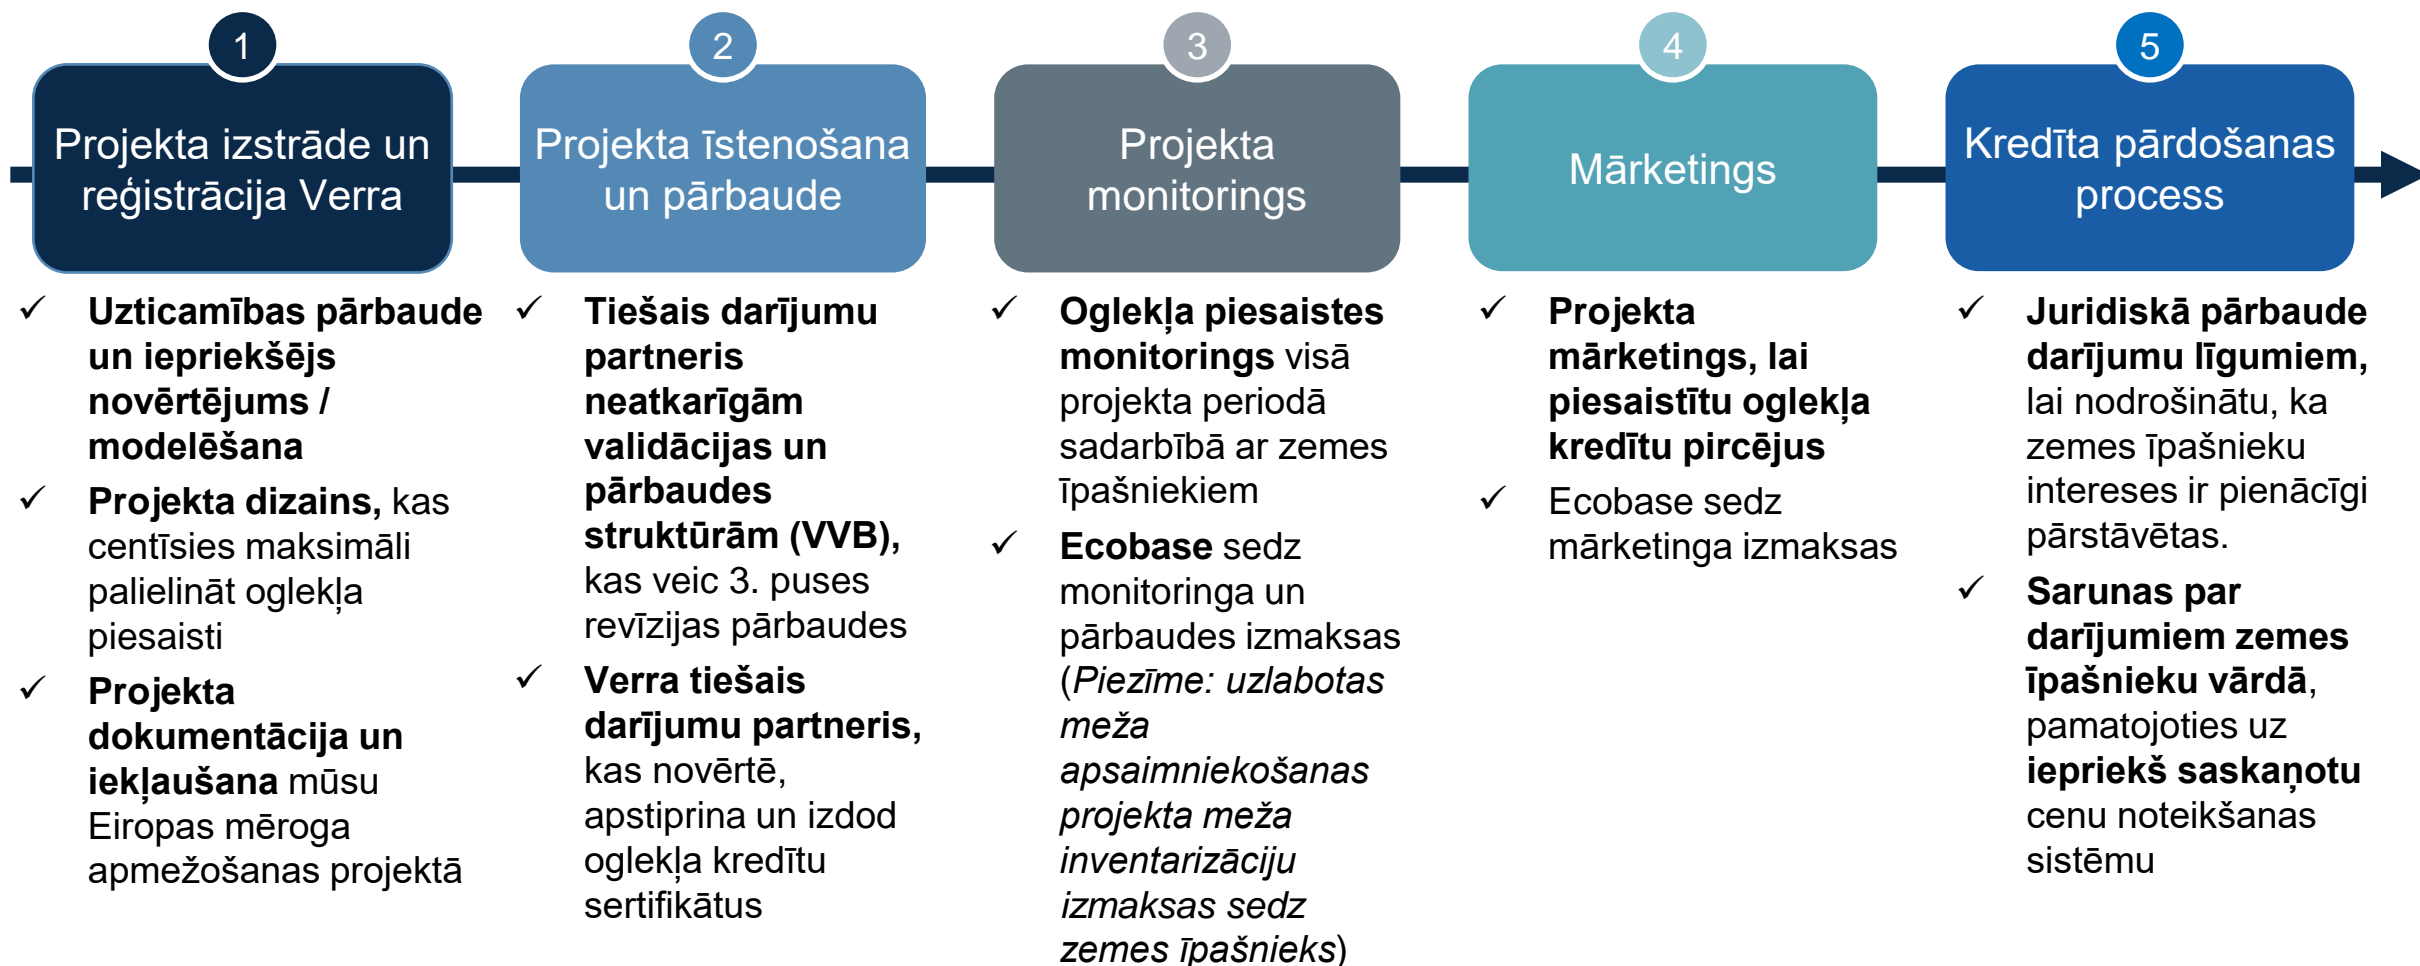 1
Projekta izstrāde un
reģistrācija Verra
✓ Uzticamības pārbaude
un iepriekšējs
novērtējums /
modelēšana
✓ Projekta dizains, kas
centīsies maksimāli
palielināt oglekļa
piesaisti
✓ Projekta
dokumentācija un
iekļaušana mūsu
Eiropas mēroga
apmežošanas projektā
2
Projekta īstenošana
un pārbaude
✓ Tiešais darījumu
partneris
neatkarīgām
validācijas un
pārbaudes
struktūrām (VVB),
kas veic 3. puses
revīzijas pārbaudes
✓ Verra tiešais
darījumu partneris,
kas novērtē,
apstiprina un izdod
oglekļa kredītu
sertifikātus
3
Projekta
monitorings
✓ Oglekļa piesaistes
monitorings visā
projekta periodā
sadarbībā ar zemes
īpašniekiem
✓ Ecobase sedz
monitoringa un
pārbaudes izmaksas
(Piezīme: uzlabotas
meža
apsaimniekošanas
projekta meža
inventarizāciju
izmaksas sedz
zemes īpašnieks)
4
Mārketings
✓ Projekta
mārketings, lai
piesaistītu oglekļa
kredītu pircējus
✓ Ecobase sedz
mārketinga izmaksas
5
Kredīta pārdošanas
process
✓ Juridiskā pārbaude
darījumu līgumiem,
lai nodrošinātu, ka
zemes īpašnieku
intereses ir pienācīgi
pārstāvētas.
✓ Sarunas par
darījumiem zemes
īpašnieku vārdā,
pamatojoties uz
iepriekš saskaņotu
cenu noteikšanas
sistēmu